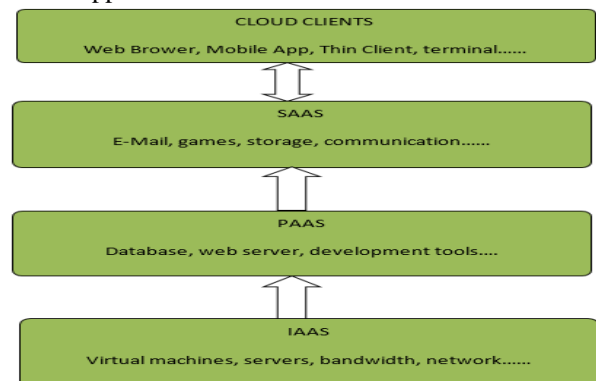 CLOUD CLIENTS
Web Brower, Mobile App, Thin Client, terminal......
SAAS
E-Mail, games, storage, communication......
PAAS
Database, web server, development tools....
IAAS
Virtual machines, servers, bandwidth, network......